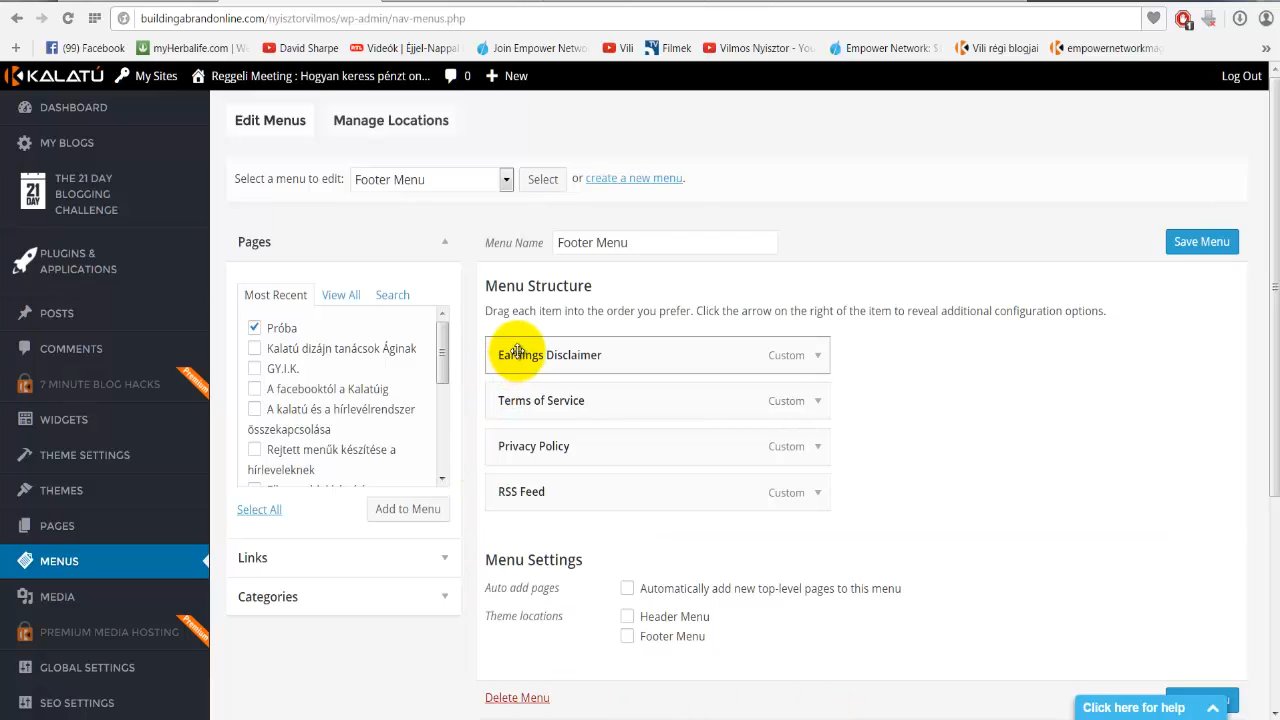 buildingabrandonline.com/nyisztorvilmos/wp-admin/nav-menus.php
(99) Facebook
myHerbalife.com | W
David Sharpe
RTL Videók | Éjjel-Nappal
Join Empower Netw
Vili
Filmek
Vilmos Nyisztor - You
Empower Network: S
Vili régi blogjai
empowernetworkmag
KALATU
My Sites
Reggeli Meeting : Hogyan keress pénzt on...
0
New
Log Out
DASHBOARD
MY BLOGS
21
DAY
THE 21 DAY
BLOGGING
CHALLENGE
PLUGINS &
APPLICATIONS
POSTS
COMMENTS
7 MINUTE BLOG HACKS
Premium
WIDGETS
THEME SETTINGS
THEMES
PAGES
MENUS
MEDIA
PREMIUM MEDIA HOSTING
Premium
GLOBAL SETTINGS
SEO SETTINGS
Edit Menus
Manage Locations
Select a menu to edit:
Footer Menu
Select
or create a new menu.
Pages
Most Recent
View All
Search
Próba
Kalatú dizájn tanácsok Áginak
GY.I.K.
A facebooktól a Kalatúig
A kalatú és a hírlevélrendszer
összekapcsolása
Rejtett menük készítése a
hírleveleknek
Select All
Add to Menu
Links
Categories
Menu Name
Footer Menu
Save Menu
Menu Structure
Drag each item into the order you prefer. Click the arrow on the right of the item to reveal additional configuration options.
Earnings Disclaimer
Custom
Terms of Service
Custom
Privacy Policy
Custom
RSS Feed
Custom
Menu Settings
Auto add pages
Automatically add new top-level pages to this menu
Theme locations
Header Menu
Footer Menu
Delete Menu
Click here for help